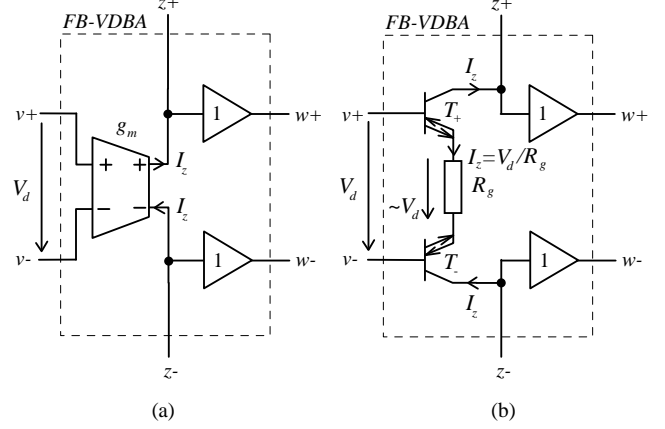 z+
z+
FB-VDBA
FB-VDBA
v+
g_m
1
w+
+
+
I_z
V_d
−
−
I_z
v-
1
w-
z-
(a)
I_z
v+
T_+
1
w+
I_z=V_d/R_g
V_d
~V_d
R_g
v-
T_-
1
w-
I_z
z-
(b)